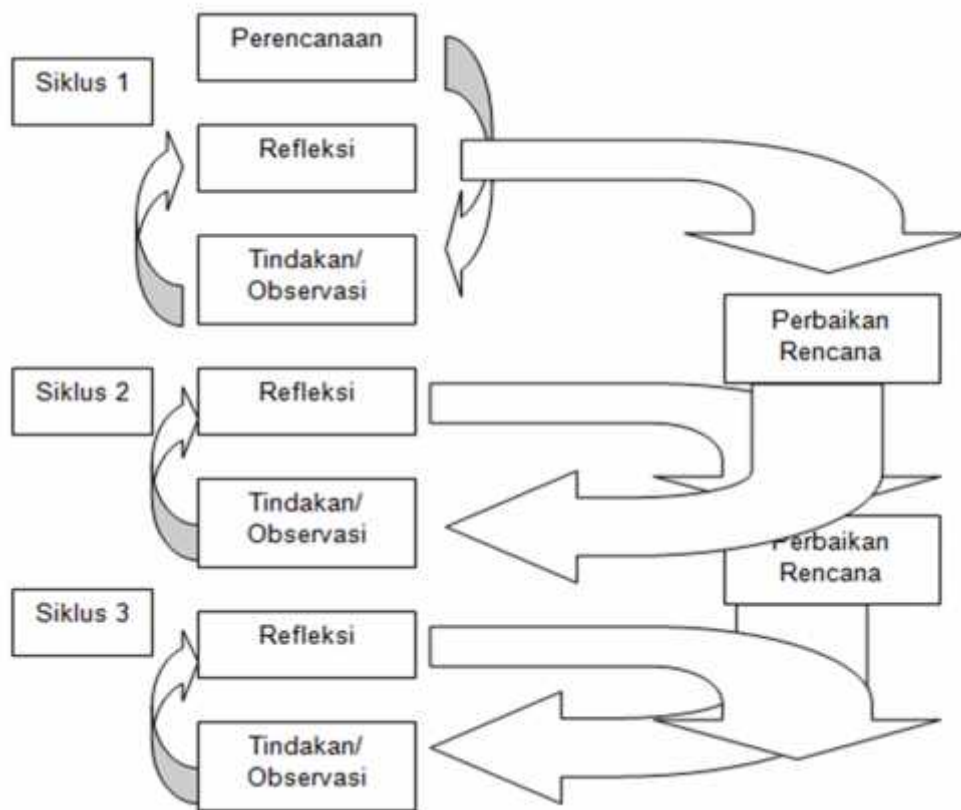 Perencanaan
Siklus 1
Refleksi
Tindakan/
Observasi
Perbaikan
Rencana
Siklus 2
Refleksi
Tindakan/
Observasi
Perbaikan
Rencana
Siklus 3
Refleksi
Tindakan/
Observasi